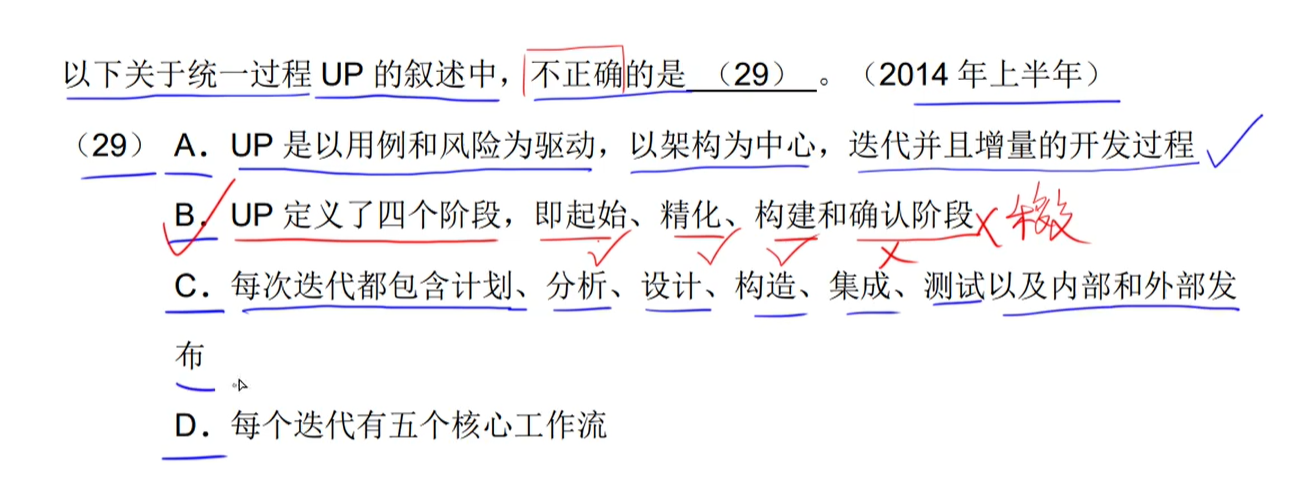 以下关于统一过程 UP 的叙述中，不正确的是 （29） 。（2014 年上半年）
（29） A．UP 是以用例和风险为驱动，以架构为中心，迭代并且增量的开发过程
B．UP 定义了四个阶段，即起始、精化、构建和确认阶段 移交
C．每次迭代都包含计划、分析、设计、构造、集成、测试以及内部和外部发
布
D．每个迭代有五个核心工作流